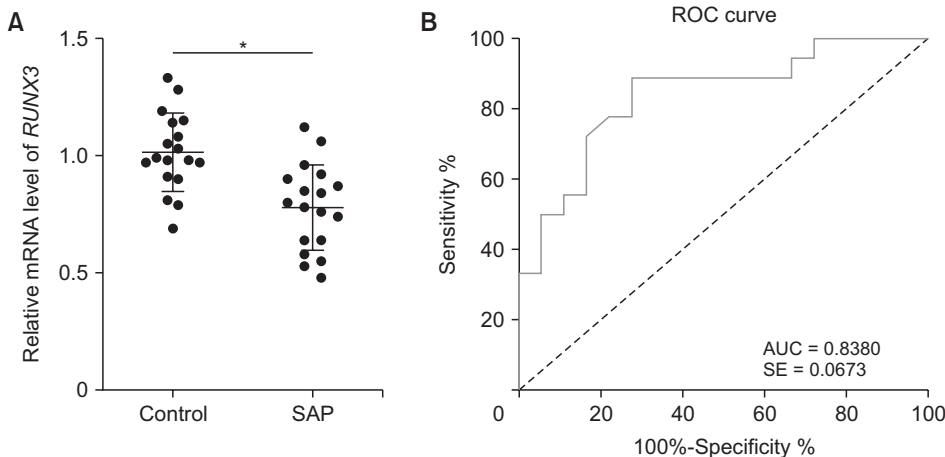 A
Relative mRNA level of RUNX3
1.5
1.0
0.5
0
*
Control
SAP
B
ROC curve
Sensitivity %
100
80
60
40
20
0
20
40
60
80
100
AUC = 0.8380
SE = 0.0673
100%-Specificity %